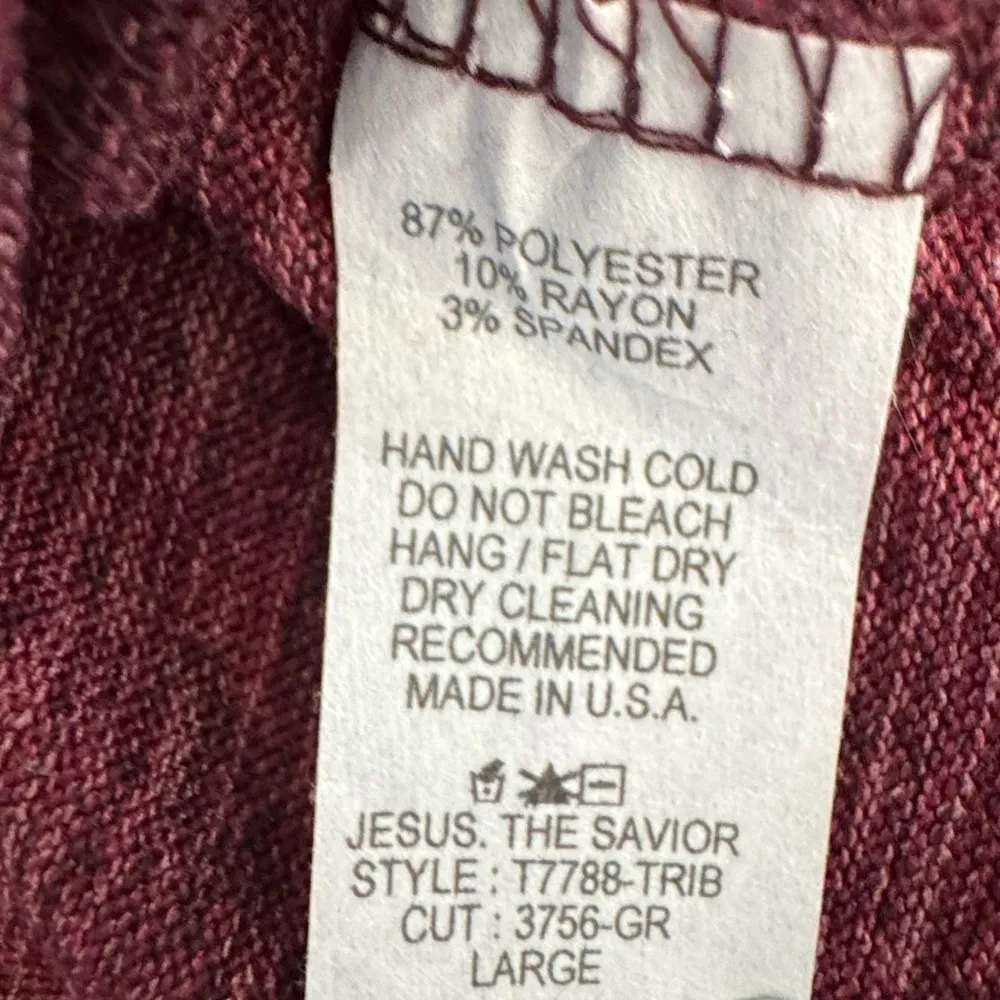 87% POLYESTER
10% RAYON
3% SPANDEX
HAND WASH COLD
DO NOT BLEACH
HANG / FLAT DRY
DRY CLEANING
RECOMMENDED
MADE IN U.S.A.
JESUS. THE SAVIOR
STYLE : T7788-TRIB
CUT : 3756-GR
LARGE